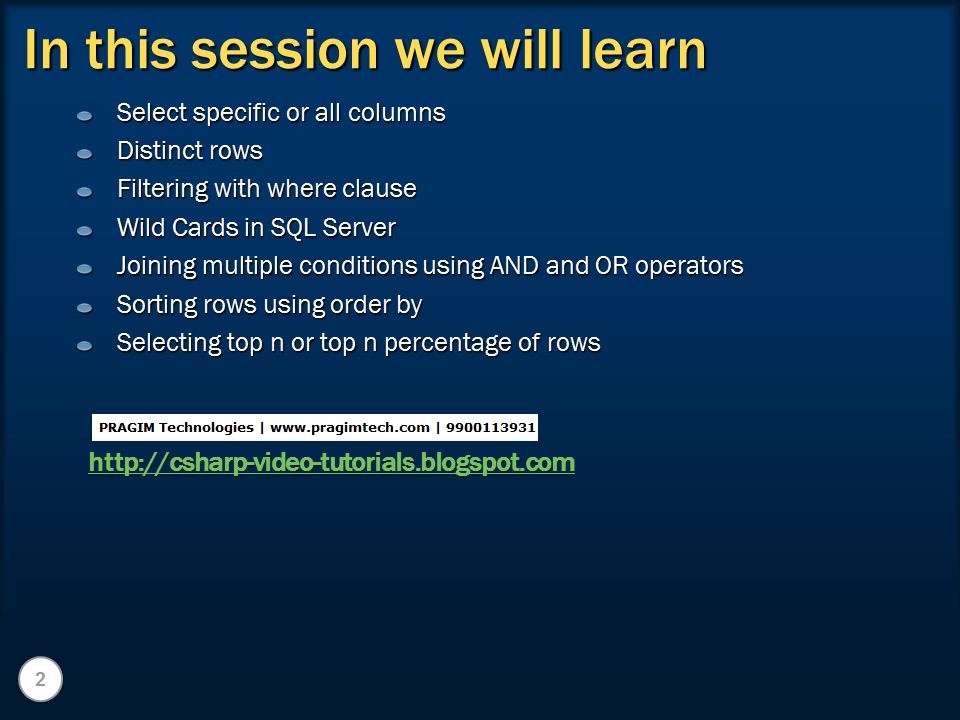 In this session we will learn
Select specific or all columns
Distinct rows
Filtering with where clause
Wild Cards in SQL Server
Joining multiple conditions using AND and OR operators
Sorting rows using order by
Selecting top n or top n percentage of rows
PRAGIM Technologies | www.pragimtech.com | 9900113931
http://csharp-video-tutorials.blogspot.com
2